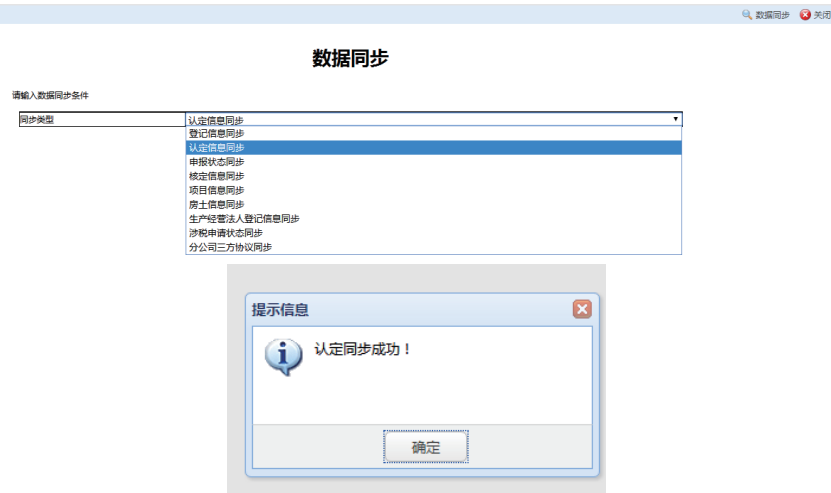 数据同步 关闭
数据同步
请输入数据同步条件
同步类型 认定信息同步
登记信息同步
认定信息同步
申报状态同步
核定信息同步
项目信息同步
房土信息同步
生产经营法人登记信息同步
涉税申请状态同步
分公司三方协议同步
提示信息
认定同步成功！
确定